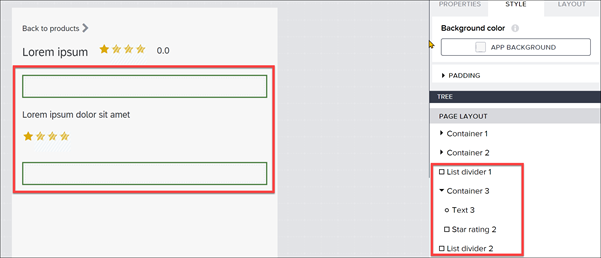 Back to products
Lorem ipsum 0.0
Lorem ipsum dolor sit amet
PROPERTIES STYLE LAYOUT
Background color
APP BACKGROUND
PADDING
TREE
PAGE LAYOUT
Container 1
Container 2
List divider 1
Container 3
Text 3
Star rating 2
List divider 2